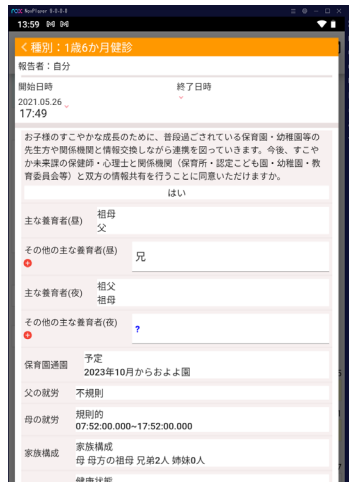 NoxPlayer 8-8-8-8
13:59
< 種別：1歳6か月健診
報告者：自分
開始日時 終了日時
2021.05.26
17:49
お子様のすこやかな成長のために、普段過ごされている保育園・幼稚園等の
先生方や関係機関と情報交換しながら連携を図っていきます。今後、すこや
か未来課の保健師・心理士と関係機関（保育所・認定こども園・幼稚園・教
育委員会等）と双方の情報共有を行うことに同意いただけますか。
はい
主な養育者(昼) 祖母
父
その他の主な養育者(昼) 兄
主な養育者(夜) 祖父
祖母
その他の主な養育者(夜) ?
保育園通園 予定
2023年10月からおよよ園
父の就労 不規則
母の就労 規則的
07:52:00.000~17:52:00.000
家族構成 家族構成
母 母方の祖母 兄弟2人 姉妹0人
健康状態